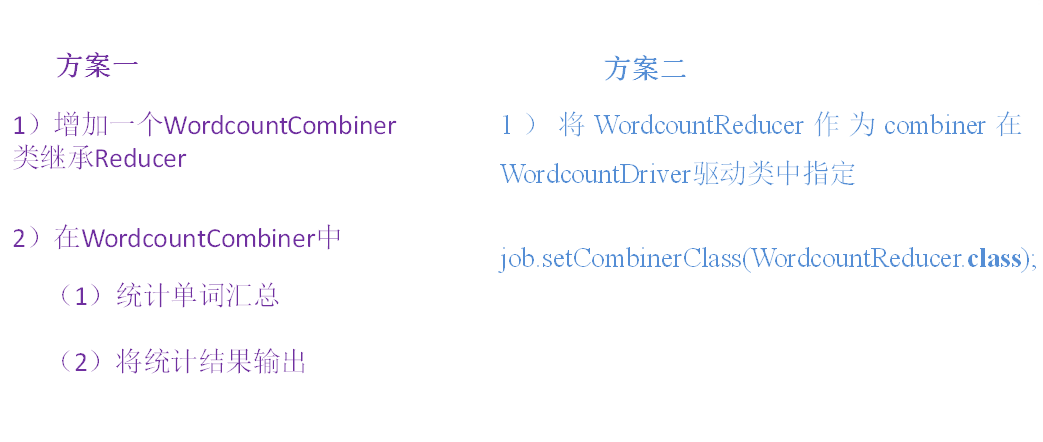 方案一
1）增加一个WordcountCombiner
类继承Reducer
2）在WordcountCombiner中
（1）统计单词汇总
（2）将统计结果输出
方案二
1 ） 将 WordcountReducer 作 为 combiner 在
WordcountDriver驱动类中指定
job.setCombinerClass(WordcountReducer.class);